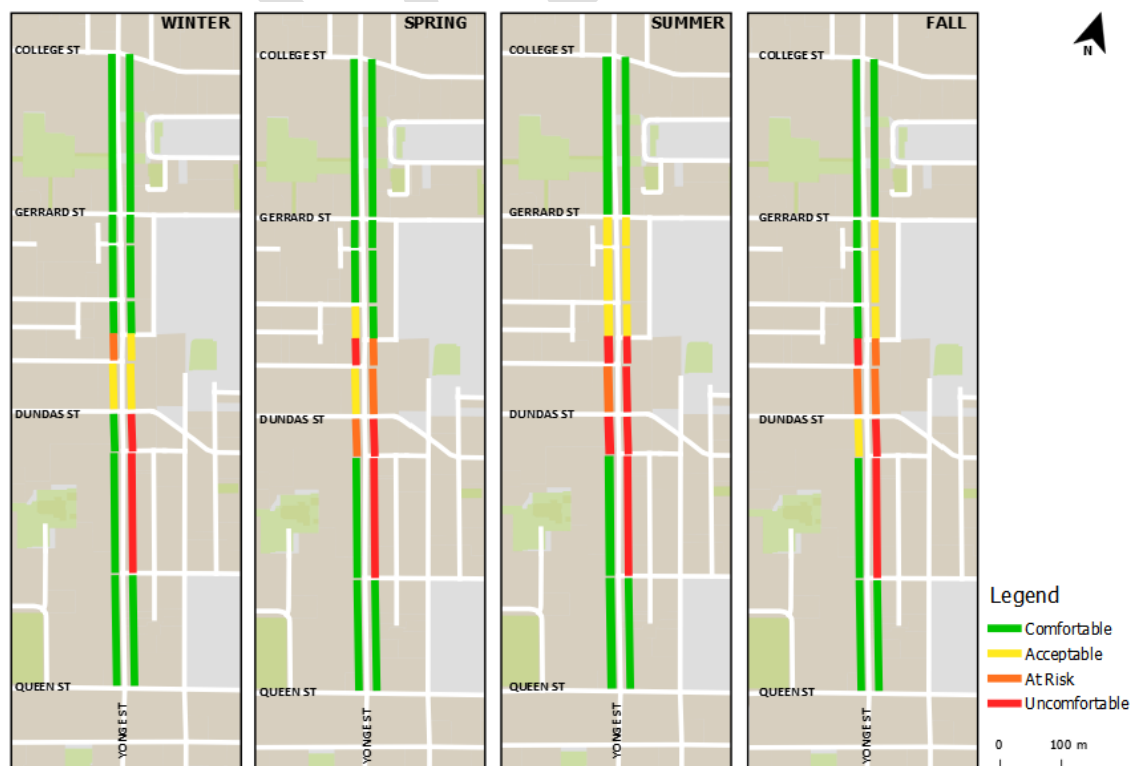 WINTER
COLLEGE ST
GERRARD ST
DUNDAS ST
QUEEN ST
YONGE ST
SPRING
COLLEGE ST
GERRARD ST
DUNDAS ST
QUEEN ST
YONGE ST
SUMMER
COLLEGE ST
GERRARD ST
DUNDAS ST
QUEEN ST
YONGE ST
FALL
COLLEGE ST
GERRARD ST
DUNDAS ST
QUEEN ST
YONGE ST
N
Legend
Comfortable
Acceptable
At Risk
Uncomfortable
0 100 m